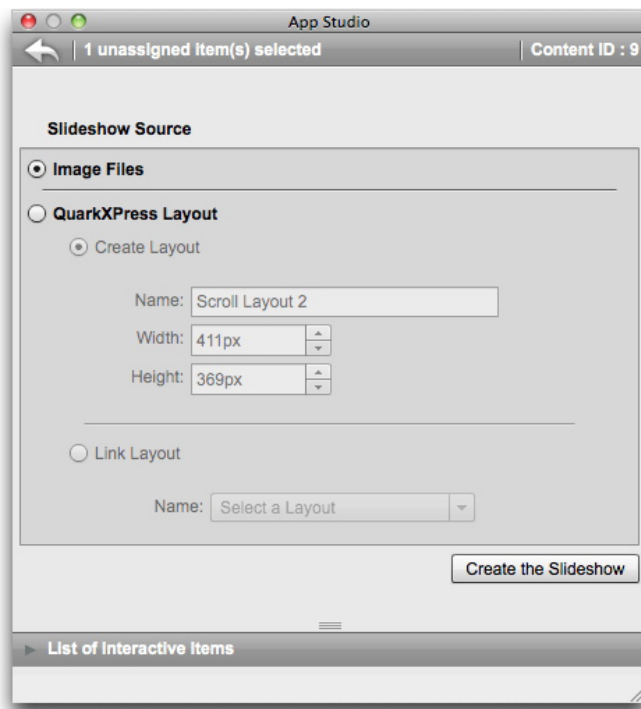 App Studio
1 unassigned item(s) selected
Content ID : 9
Slideshow Source
Image Files
QuarkXPress Layout
Create Layout
Name: Scroll Layout 2
Width: 411px
Height: 369px
Link Layout
Name: Select a Layout
Create the Slideshow
List of Interactive Items